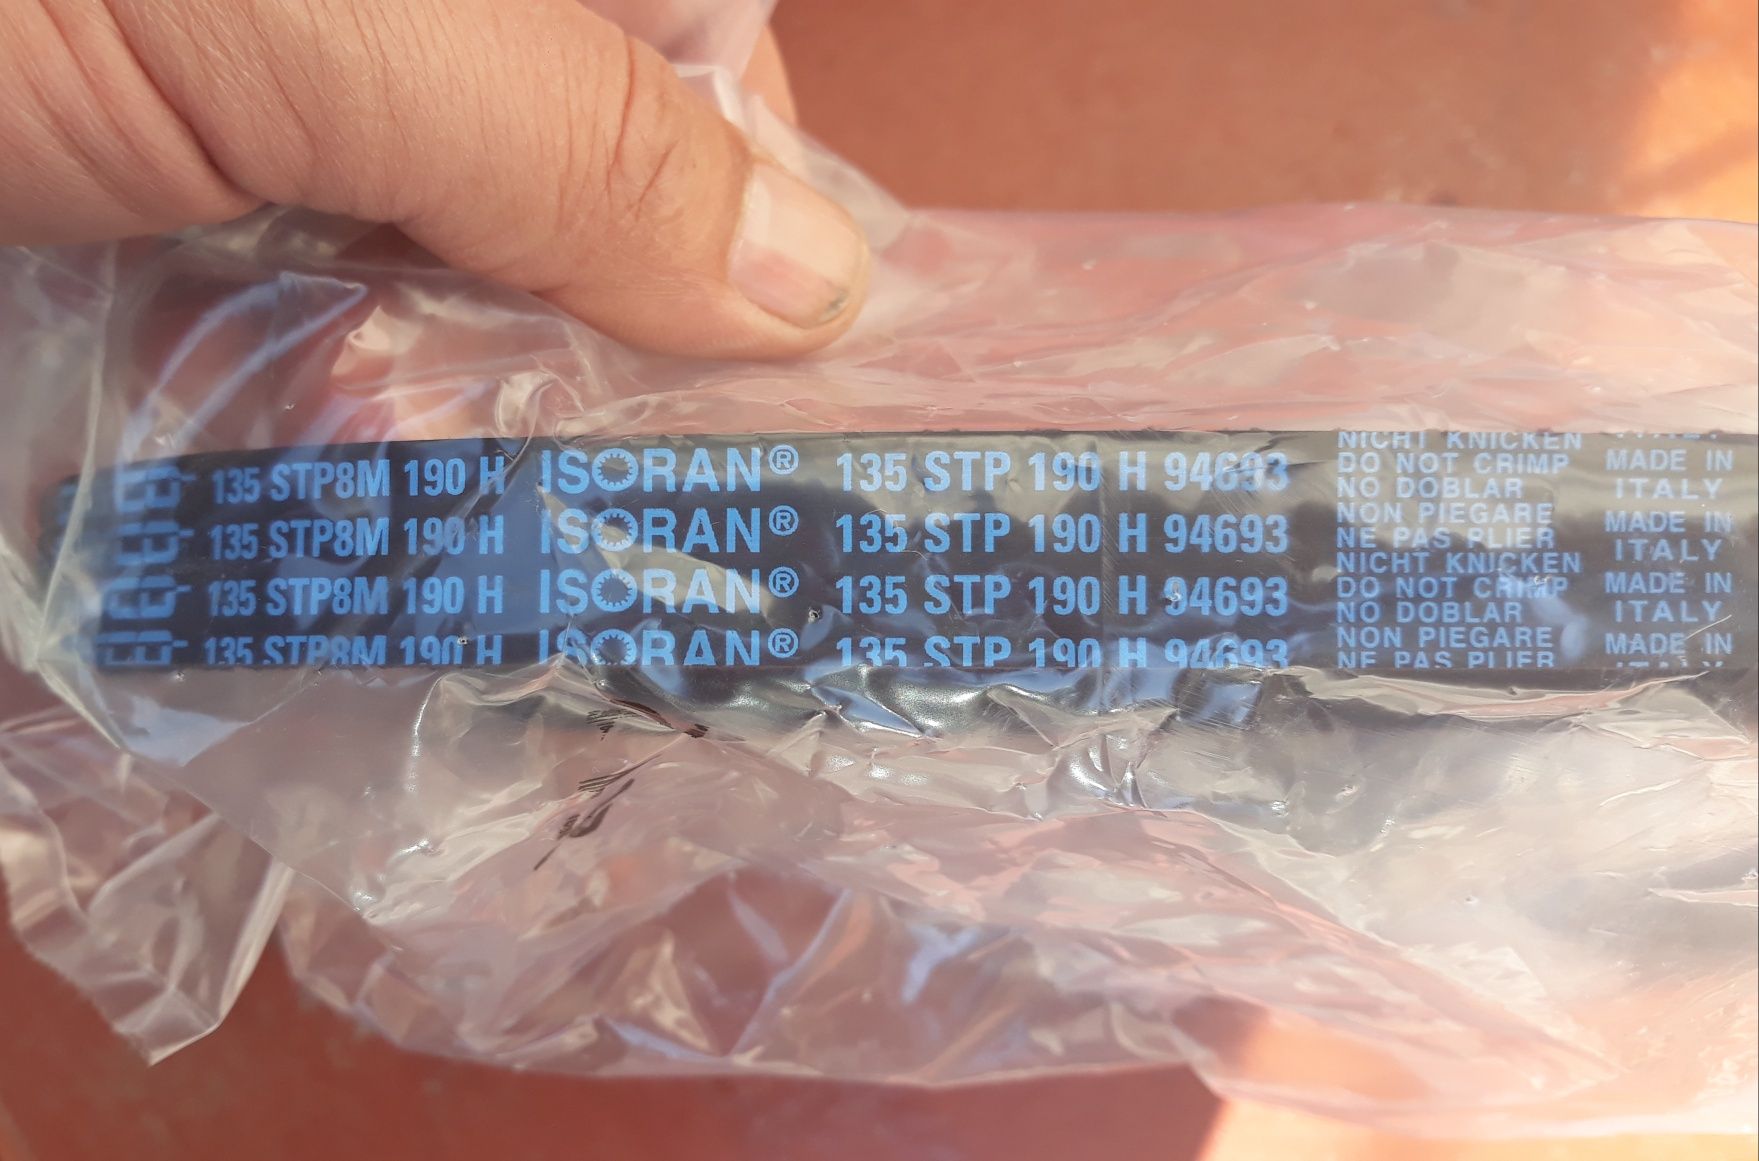 135 STP8M 190 H ISORAN® 135 STP 190 H 94693
135 STP8M 190 H ISORAN® 135 STP 190 H 94693
135 STP8M 190 H ISORAN® 135 STP 190 H 94693
135 STP8M 190 H ISORAN® 135 STP 190 H 94693
NICHT KNICKEN
DO NOT CRIMP
NO DOBLAR
NON PIEGARE
NE PAS PLIER
NICHT KNICKEN
DO NOT CRIMP
NO DOBLAR
NON PIEGARE
NE PAS PLIER
ITALY
MADE IN
ITALY
MADE IN
ITALY
MADE IN
ITALY
MADE IN
ITALY